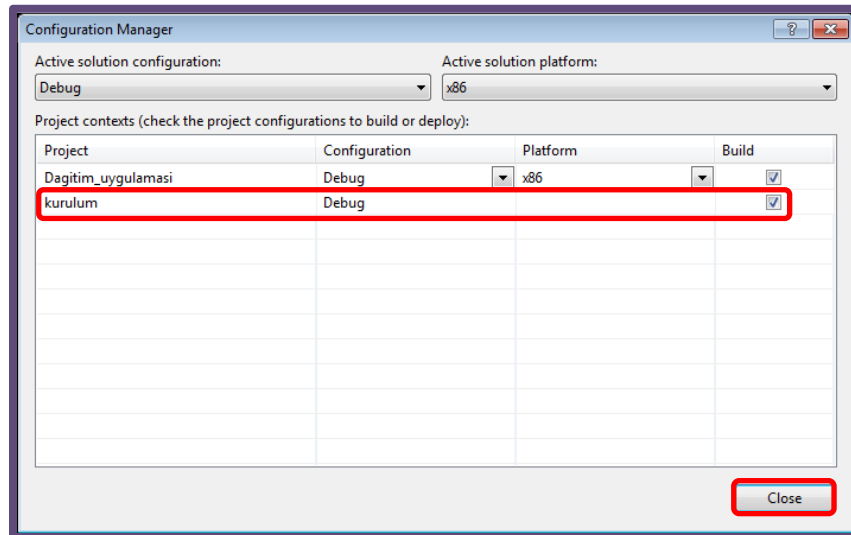 Configuration Manager
Active solution configuration: Active solution platform:
Debug x86
Project contexts (check the project configurations to build or deploy):
Project Configuration Platform Build
Dagitim_uygulamasi Debug x86
kurulum Debug
Close